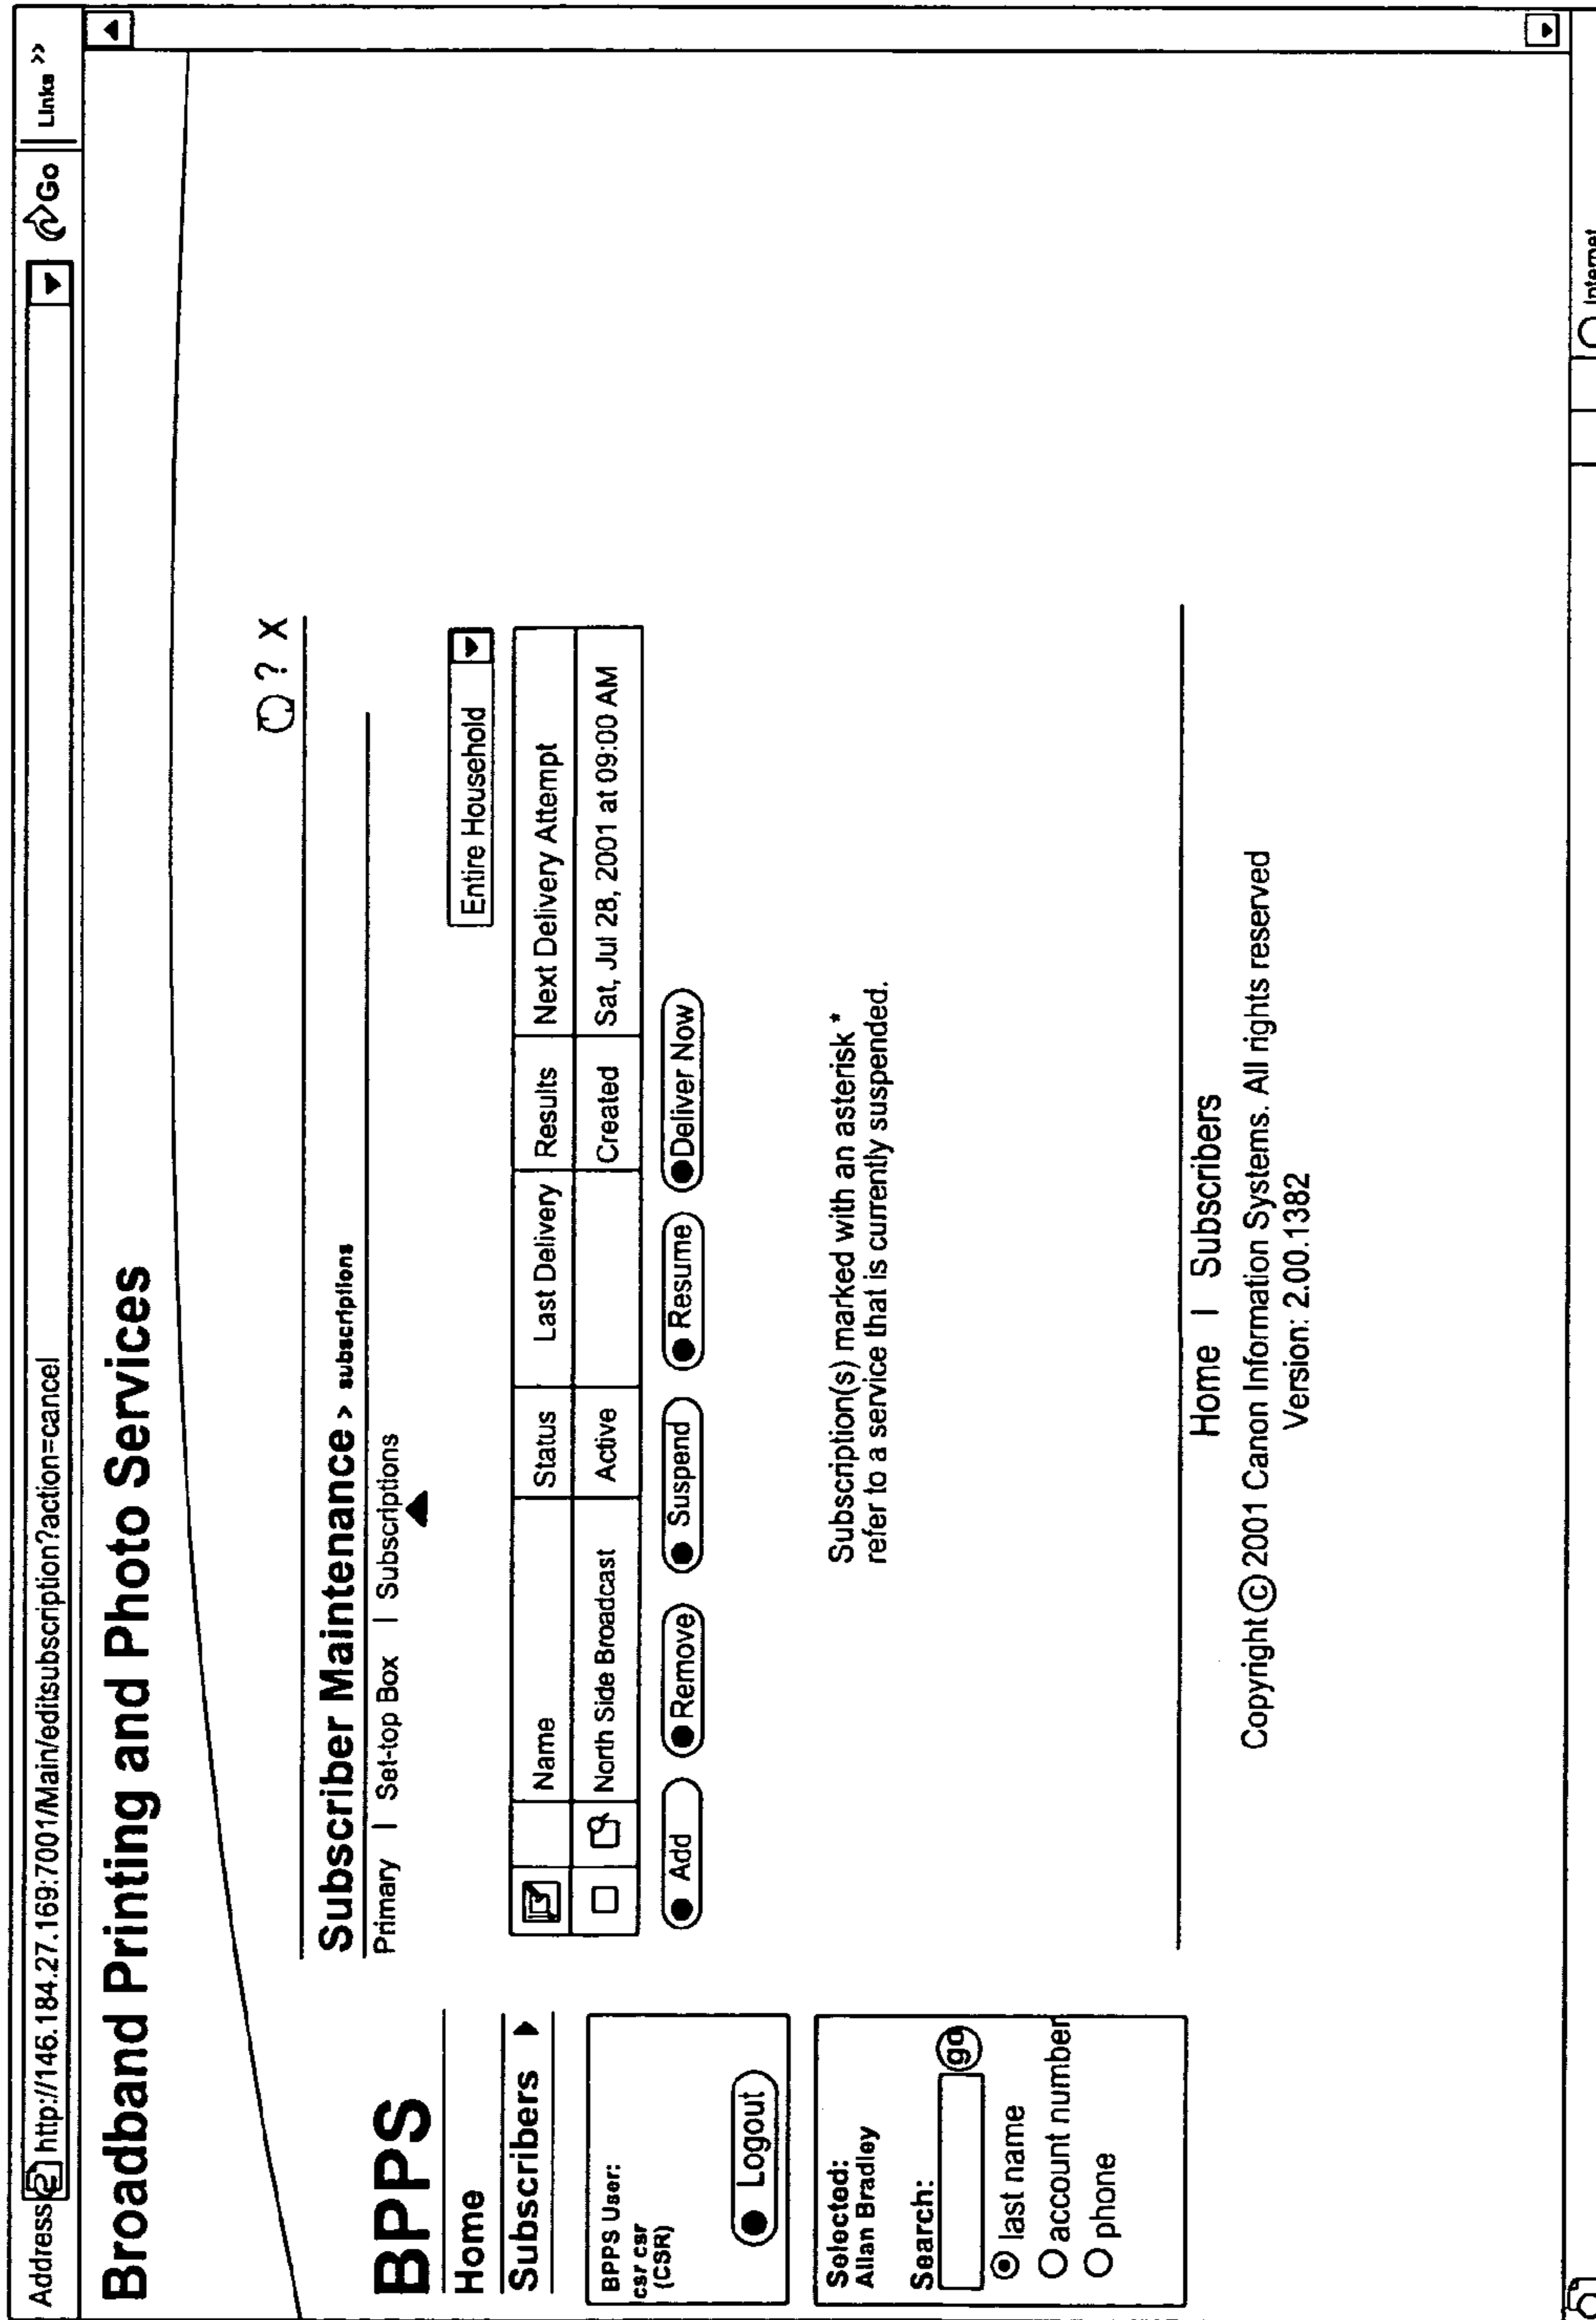 Address http://146.184.27.169:7001/Main/editsubscription?action=cancel Go Links >>
Broadband Printing and Photo Services
? X
BPPS
Home
Subscribers
BPPS User:
csr csr
(CSR)
Logout
Selected:
Allan Bradley
Search:
go
last name
account number
phone
Subscriber Maintenance > subscriptions
Primary | Set-top Box | Subscriptions
Entire Household
Name Status Last Delivery Results Next Delivery Attempt
North Side Broadcast Active Created Sat, Jul 28, 2001 at 09:00 AM
Add Remove Suspend Resume Deliver Now
Subscription(s) marked with an asterisk *
refer to a service that is currently suspended.
Home | Subscribers
Copyright © 2001 Canon Information Systems. All rights reserved
Version: 2.00.1382
Internet